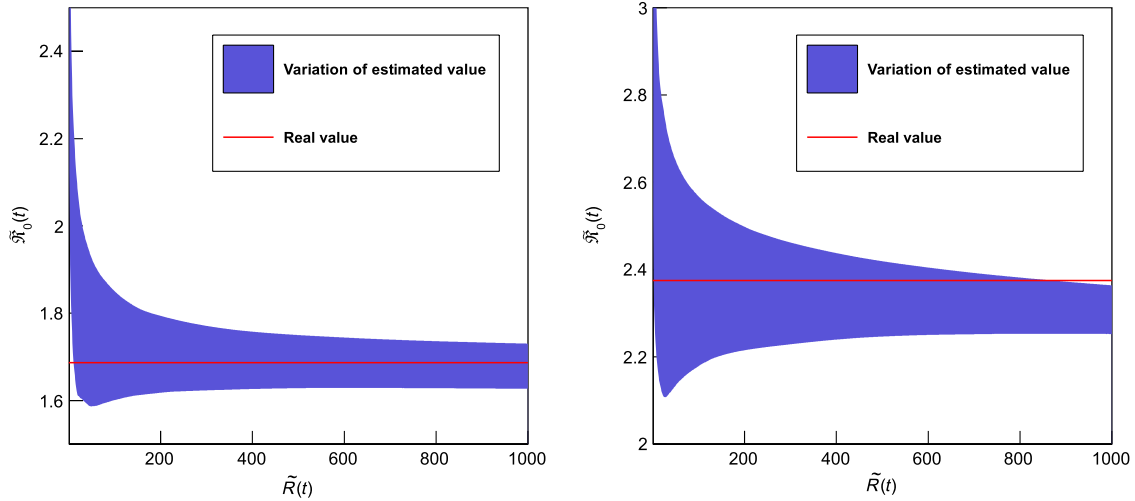 2.4
2.2
2
1.8
1.6
200 400 600 800 1000
R̃(t)
ℜ̃₀(t)
Variation of estimated value
Real value
3
2.8
2.6
2.4
2.2
2
200 400 600 800 1000
R̃(t)
ℜ̃₀(t)
Variation of estimated value
Real value